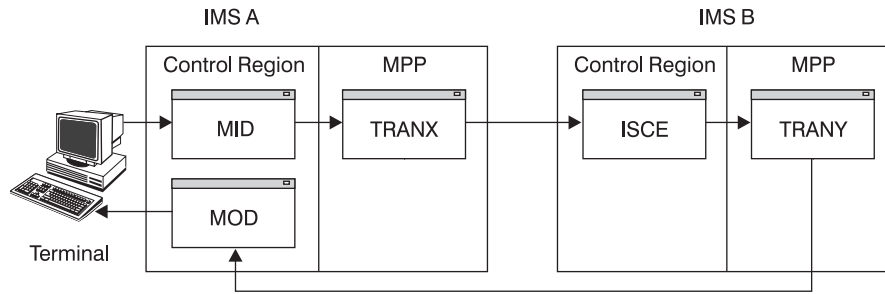 IMS A
IMS B
Control Region
MPP
Control Region
MPP
MID
TRANX
ISCE
TRANY
MOD
Terminal